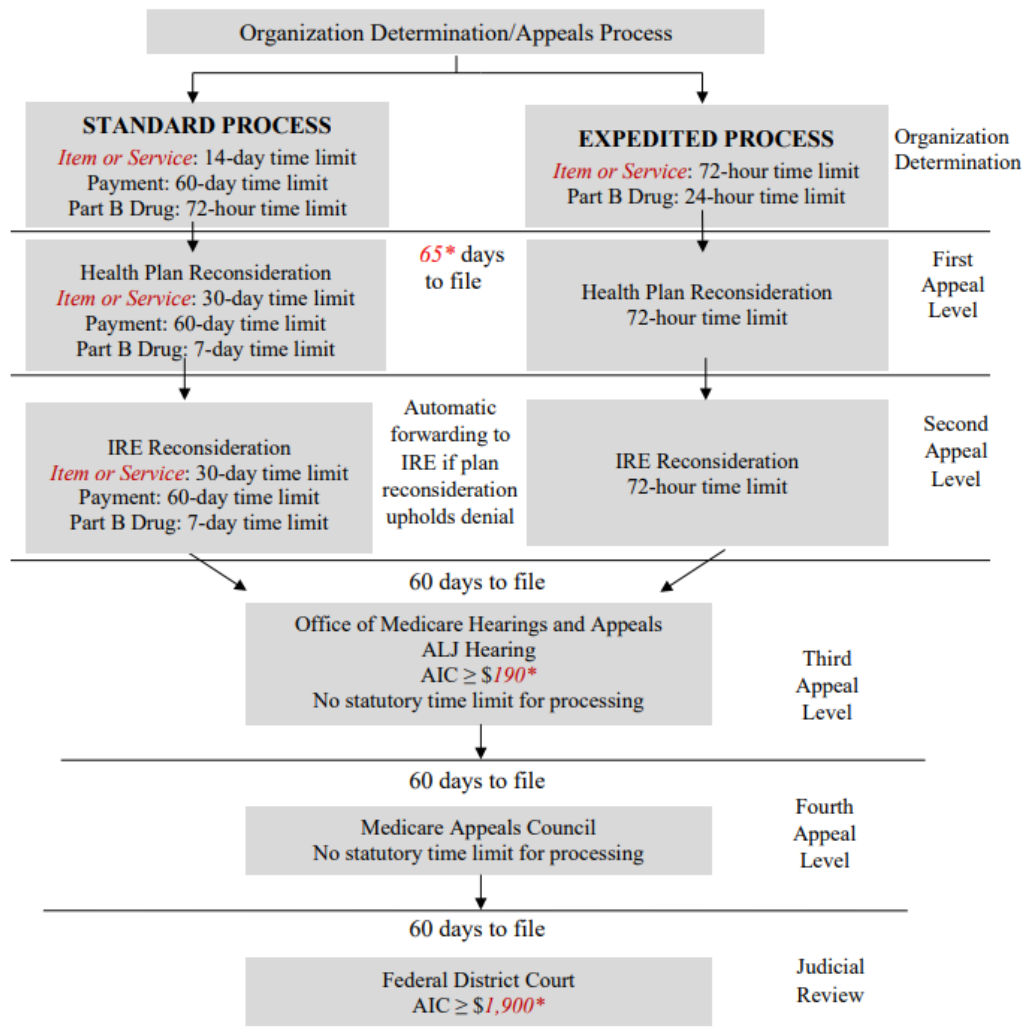 Organization Determination/Appeals Process
STANDARD PROCESS
Item or Service: 14-day time limit
Payment: 60-day time limit
Part B Drug: 72-hour time limit
EXPEDITED PROCESS
Item or Service: 72-hour time limit
Part B Drug: 24-hour time limit
Organization
Determination
Health Plan Reconsideration
Item or Service: 30-day time limit
Payment: 60-day time limit
Part B Drug: 7-day time limit
65* days
to file
Health Plan Reconsideration
72-hour time limit
First
Appeal
Level
IRE Reconsideration
Item or Service: 30-day time limit
Payment: 60-day time limit
Part B Drug: 7-day time limit
Automatic
forwarding to
IRE if plan
reconsideration
upholds denial
IRE Reconsideration
72-hour time limit
Second
Appeal
Level
60 days to file
Office of Medicare Hearings and Appeals
ALJ Hearing
AIC ≥ $190*
No statutory time limit for processing
Third
Appeal
Level
60 days to file
Medicare Appeals Council
No statutory time limit for processing
Fourth
Appeal
Level
60 days to file
Federal District Court
AIC ≥ $1,900*
Judicial
Review